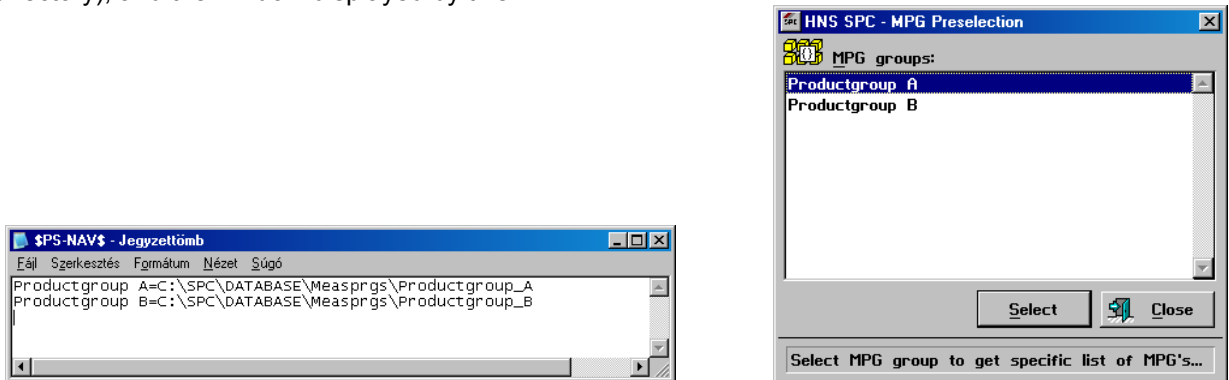 HNS SPC - MPG Preselection
MPG groups:
Productgroup A
Productgroup B
Select
Close
Select MPG group to get specific list of MPG's...
$PS-NAV$ - Jegyzettömb
Fájl Szerkesztés Formátum Nézet Súgó
Productgroup A=C:\SPC\DATABASE\Measprgs\Productgroup_A
Productgroup B=C:\SPC\DATABASE\Measprgs\Productgroup_B